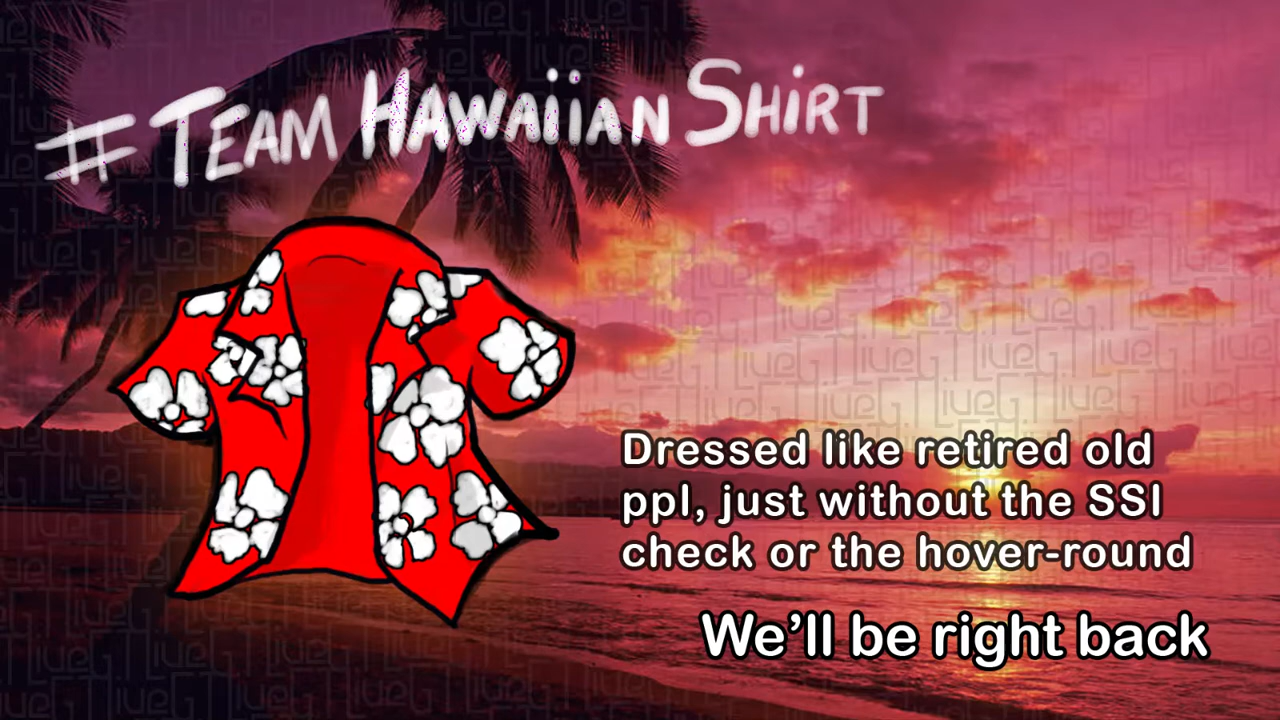 #Team Hawaiian Shirt
Dressed like retired old
ppl, just without the SSI
check or the hover-round
We'll be right back